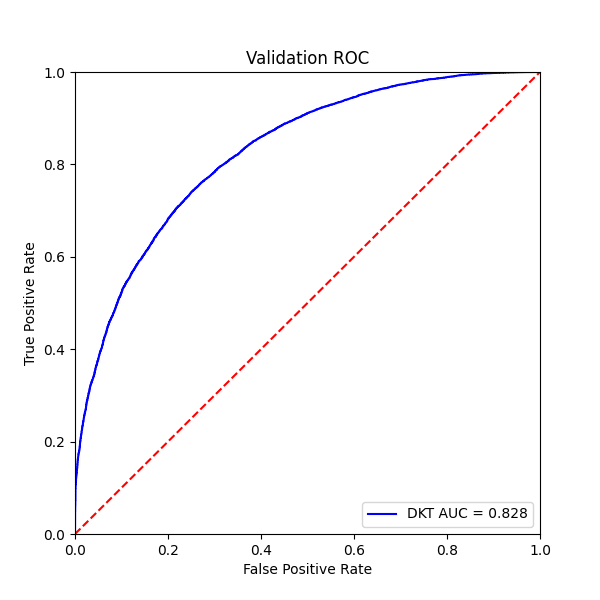 Validation ROC
True Positive Rate
1.0
0.8
0.6
0.4
0.2
0.0
DKT AUC = 0.828
0.0 0.2 0.4 0.6 0.8 1.0
False Positive Rate